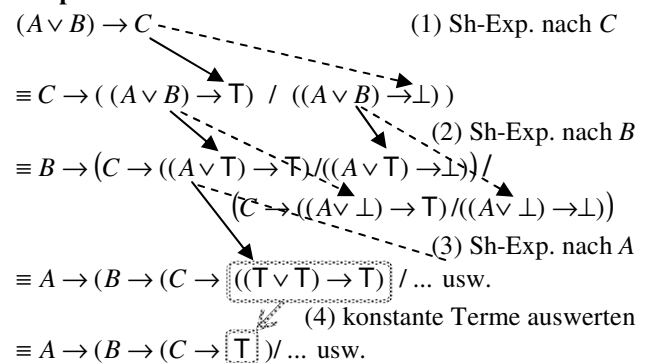 (A ∨ B) → C (1) Sh-Exp. nach C
≡ C → ( (A ∨ B) → T) / ((A ∨ B) → ⊥) )
(2) Sh-Exp. nach B
≡ B → (C → ((A ∨ T) → T)/((A ∨ T) → ⊥)) /
(C → ((A ∨ ⊥) → T) /((A ∨ ⊥) → ⊥))
(3) Sh-Exp. nach A
≡ A → (B → (C → ((T ∨ T) → T) / ... usw.
(4) konstante Terme auswerten
≡ A → (B → (C → T )/ ... usw.